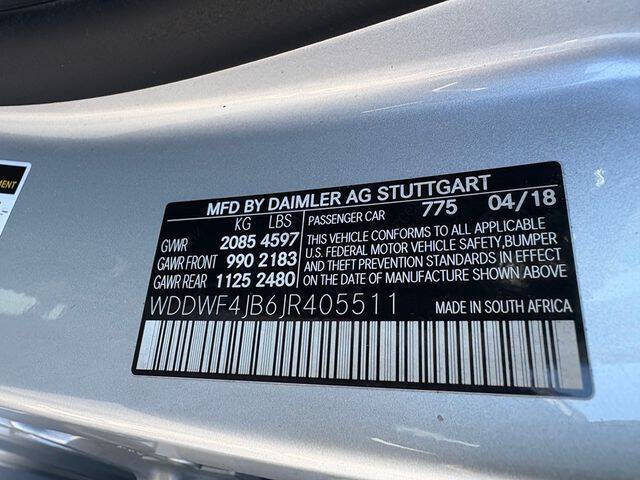 MFD BY DAIMLER AG STUTTGART
KG LBS
GVWR 2085 4597
GAWR FRONT 990 2183
GAWR REAR 1125 2480
PASSENGER CAR 775 04/18
THIS VEHICLE CONFORMS TO ALL APPLICABLE
U.S. FEDERAL MOTOR VEHICLE SAFETY, BUMPER
AND THEFT PREVENTION STANDARDS IN EFFECT
ON THE DATE OF MANUFACTURE SHOWN ABOVE
WDDWF4JB6JR405511 MADE IN SOUTH AFRICA